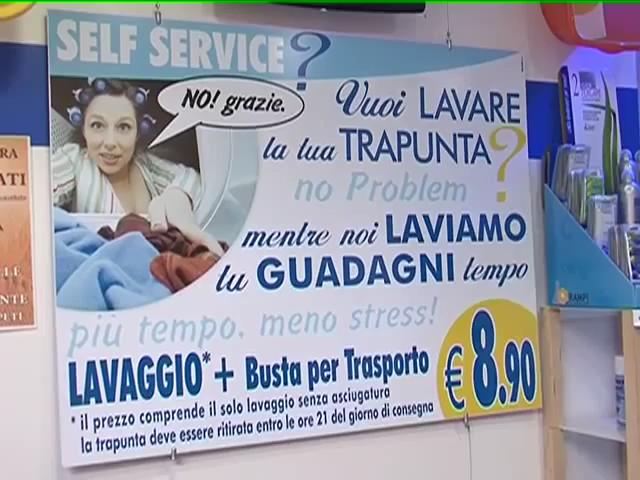 SELF SERVICE?
NO! grazie.
Vuoi LAVARE
la tua TRAPUNTA?
no Problem
mentre noi LAVIAMO
tu GUADAGNI tempo
più tempo, meno stress!
LAVAGGIO* + Busta per Trasporto
€ 8.90
* il prezzo comprende il solo lavaggio senza asciugatura
la trapunta deve essere ritirata entro le ore 21 del giorno di consegna